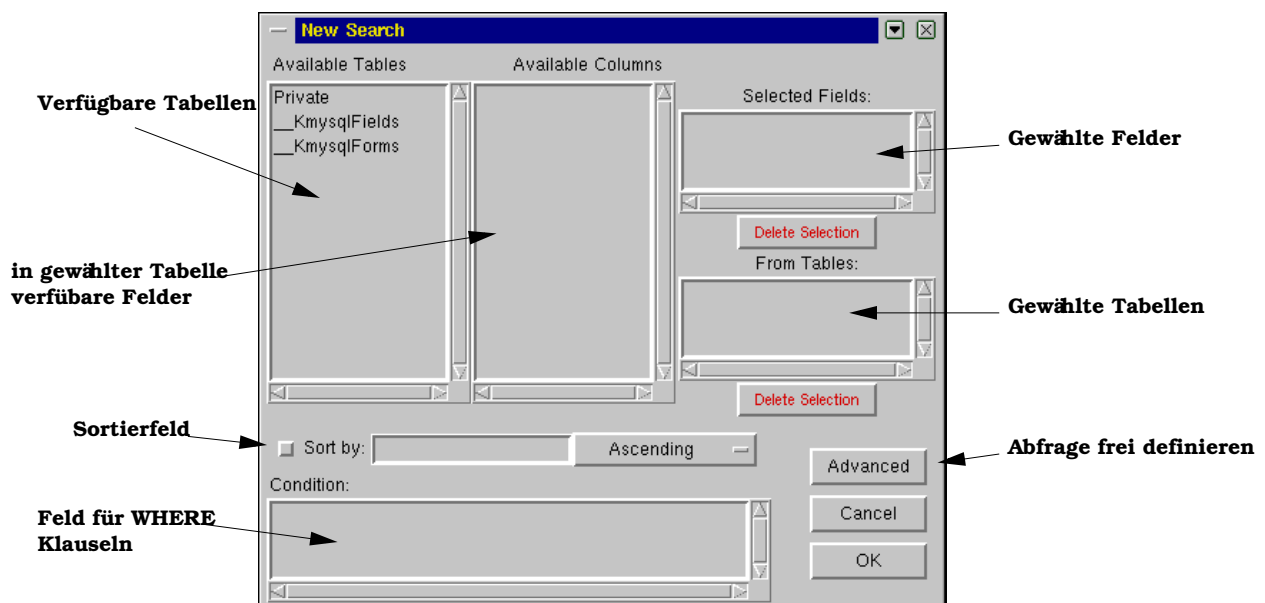 New Search
Available Tables
Available Columns
Verfügbare Tabellen
Private
__KmysqlFields
__KmysqlForms
Selected Fields:
Gewählte Felder
Delete Selection
in gewählter Tabelle
verfübare Felder
From Tables:
Gewählte Tabellen
Delete Selection
Sortierfeld
Sort by:
Ascending
Advanced
Abfrage frei definieren
Condition:
Feld für WHERE
Klauseln
Cancel
OK